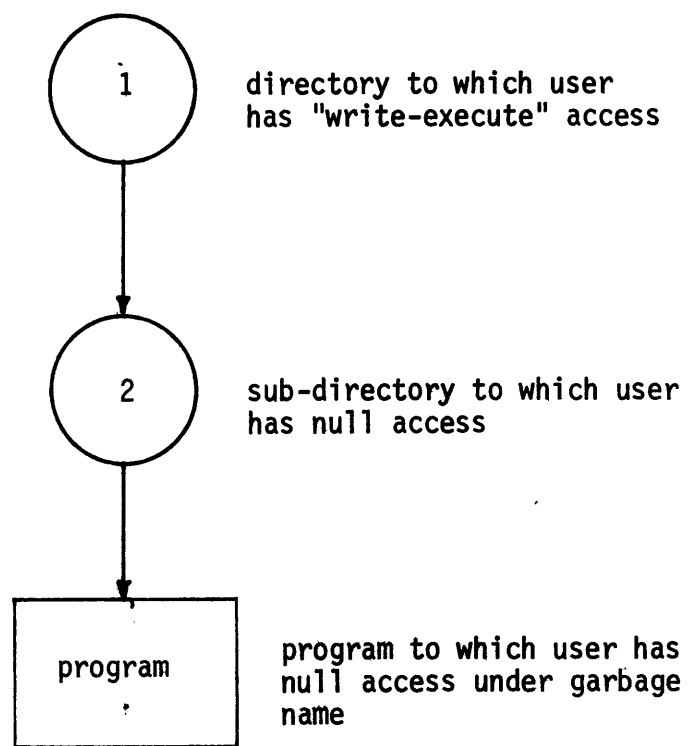 1
directory to which user
has "write-execute" access
2
sub-directory to which user
has null access
program
program to which user has
null access under garbage
name